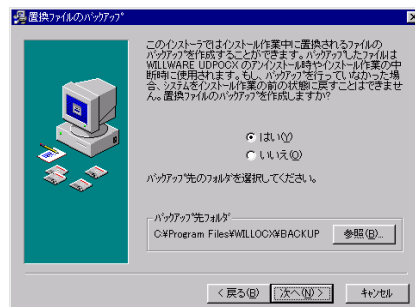 置換ファイルのバックアップ
このインストーラではインストール作業中に置換されるファイルの
バックアップを作成することができます。バックアップしたファイルは
WILLWARE UDPOCXのアンインストール時やインストール作業の中
断時に使用されます。もし、バックアップを行っていなかった場
合、システムをインストール作業の前の状態に戻すことはできませ
ん。置換ファイルのバックアップを作成しますか?
はい(Y)
いいえ(O)
バックアップ先のフォルダを選択してください。
バックアップ先フォルダ
C:¥Program Files¥WILLOCX¥BACKUP
参照(B)...
< 戻る(B)
次へ(N) >
キャンセル